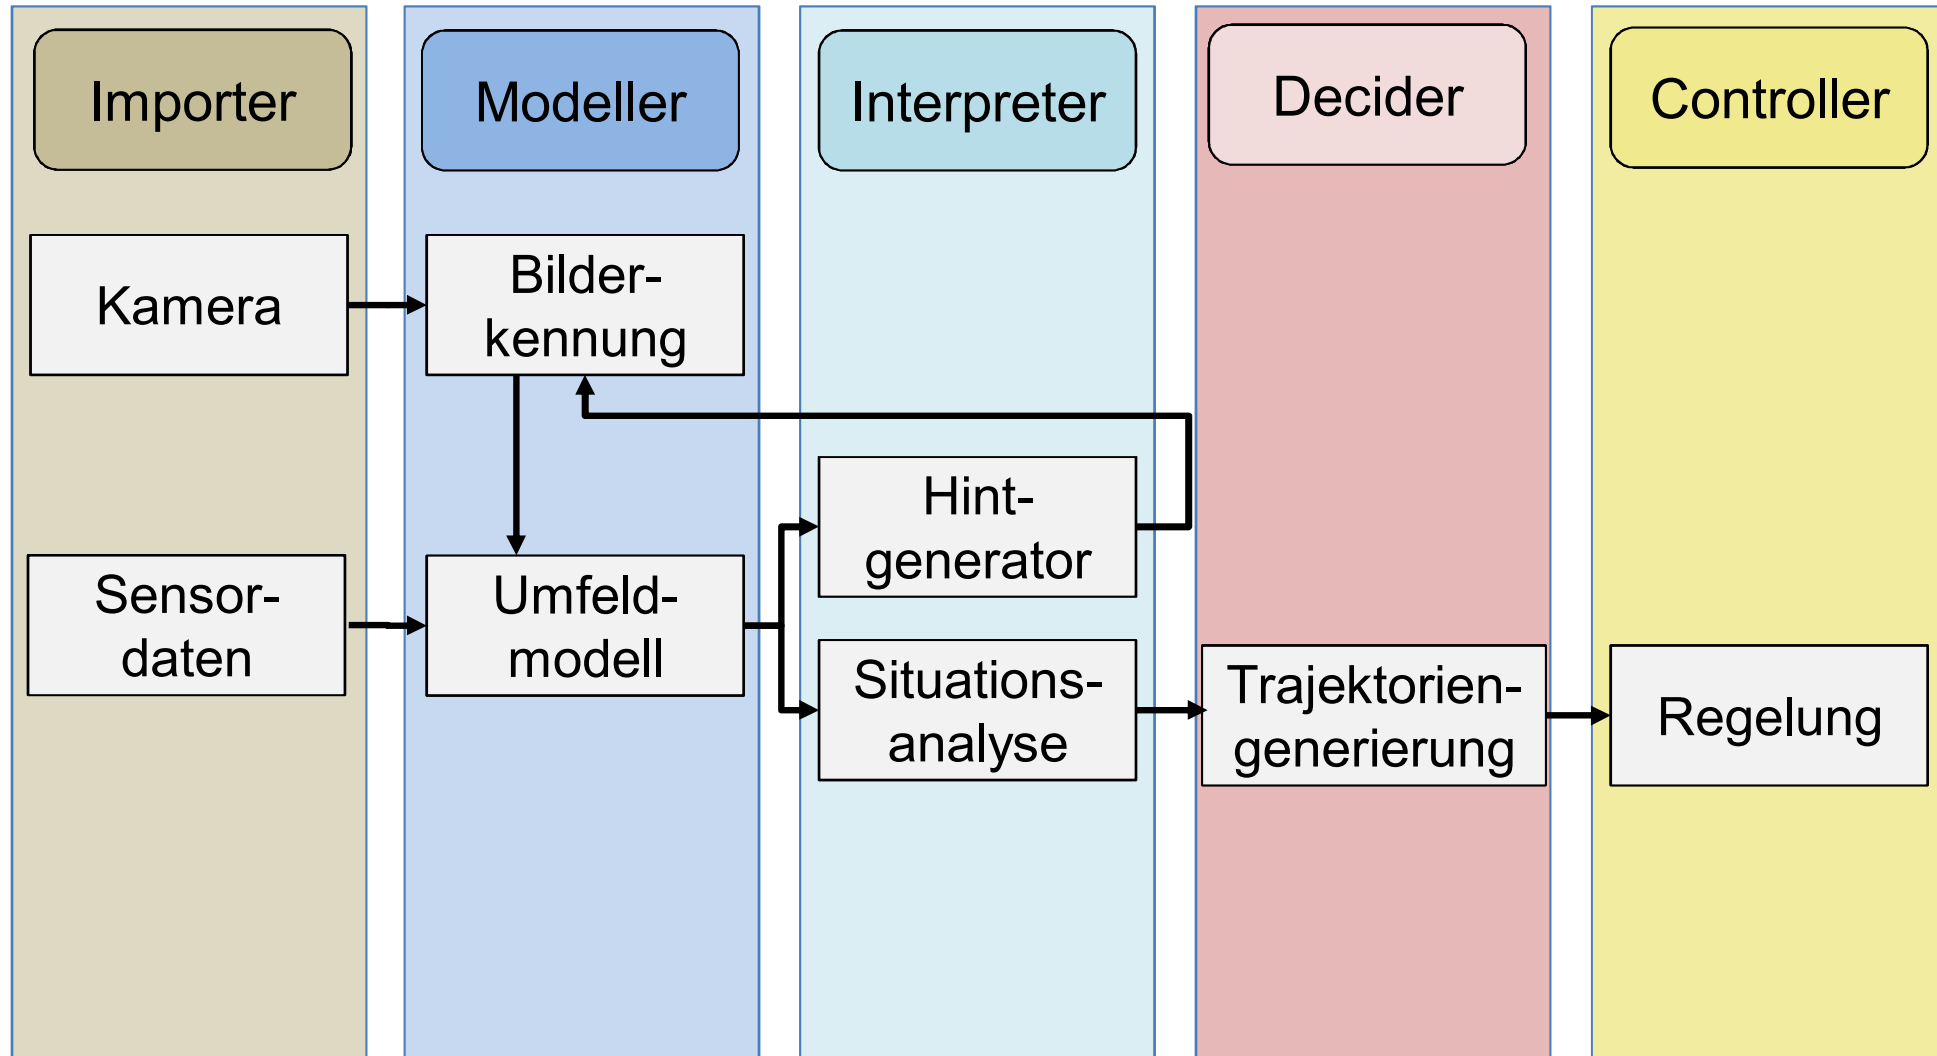 Importer
Modeller
Interpreter
Decider
Controller
Kamera
Bilder-
kennung
Hint-
generator
Sensor-
daten
Umfeld-
modell
Situations-
analyse
Trajektorien-
generierung
Regelung